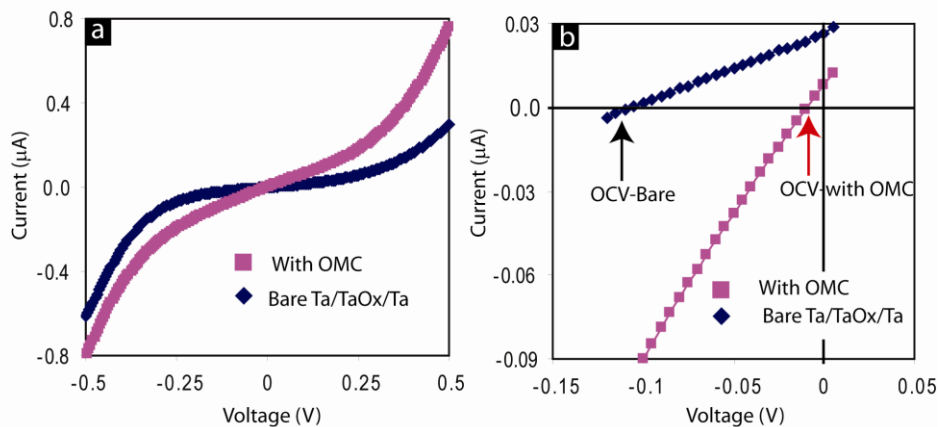 a
0.8
0.4
0.0
-0.4
-0.8
Current (µA)
With OMC
Bare Ta/TaOx/Ta
-0.5
-0.25
0
0.25
0.5
Voltage (V)
b
0.03
0.0
-0.03
-0.06
-0.09
Current (µA)
OCV-Bare
OCV-with OMC
With OMC
Bare Ta/TaOx/Ta
-0.15
-0.1
-0.05
0
0.05
Voltage (V)